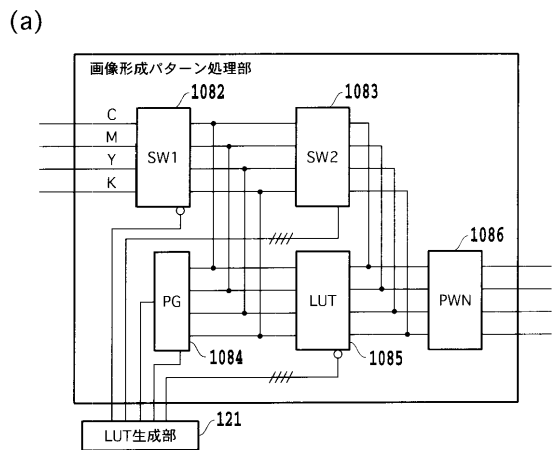 (a)
画像形成パターン処理部
1082
1083
C
M
Y
K
SW1
SW2
1086
PG
LUT
PWN
1084
1085
121
LUT生成部